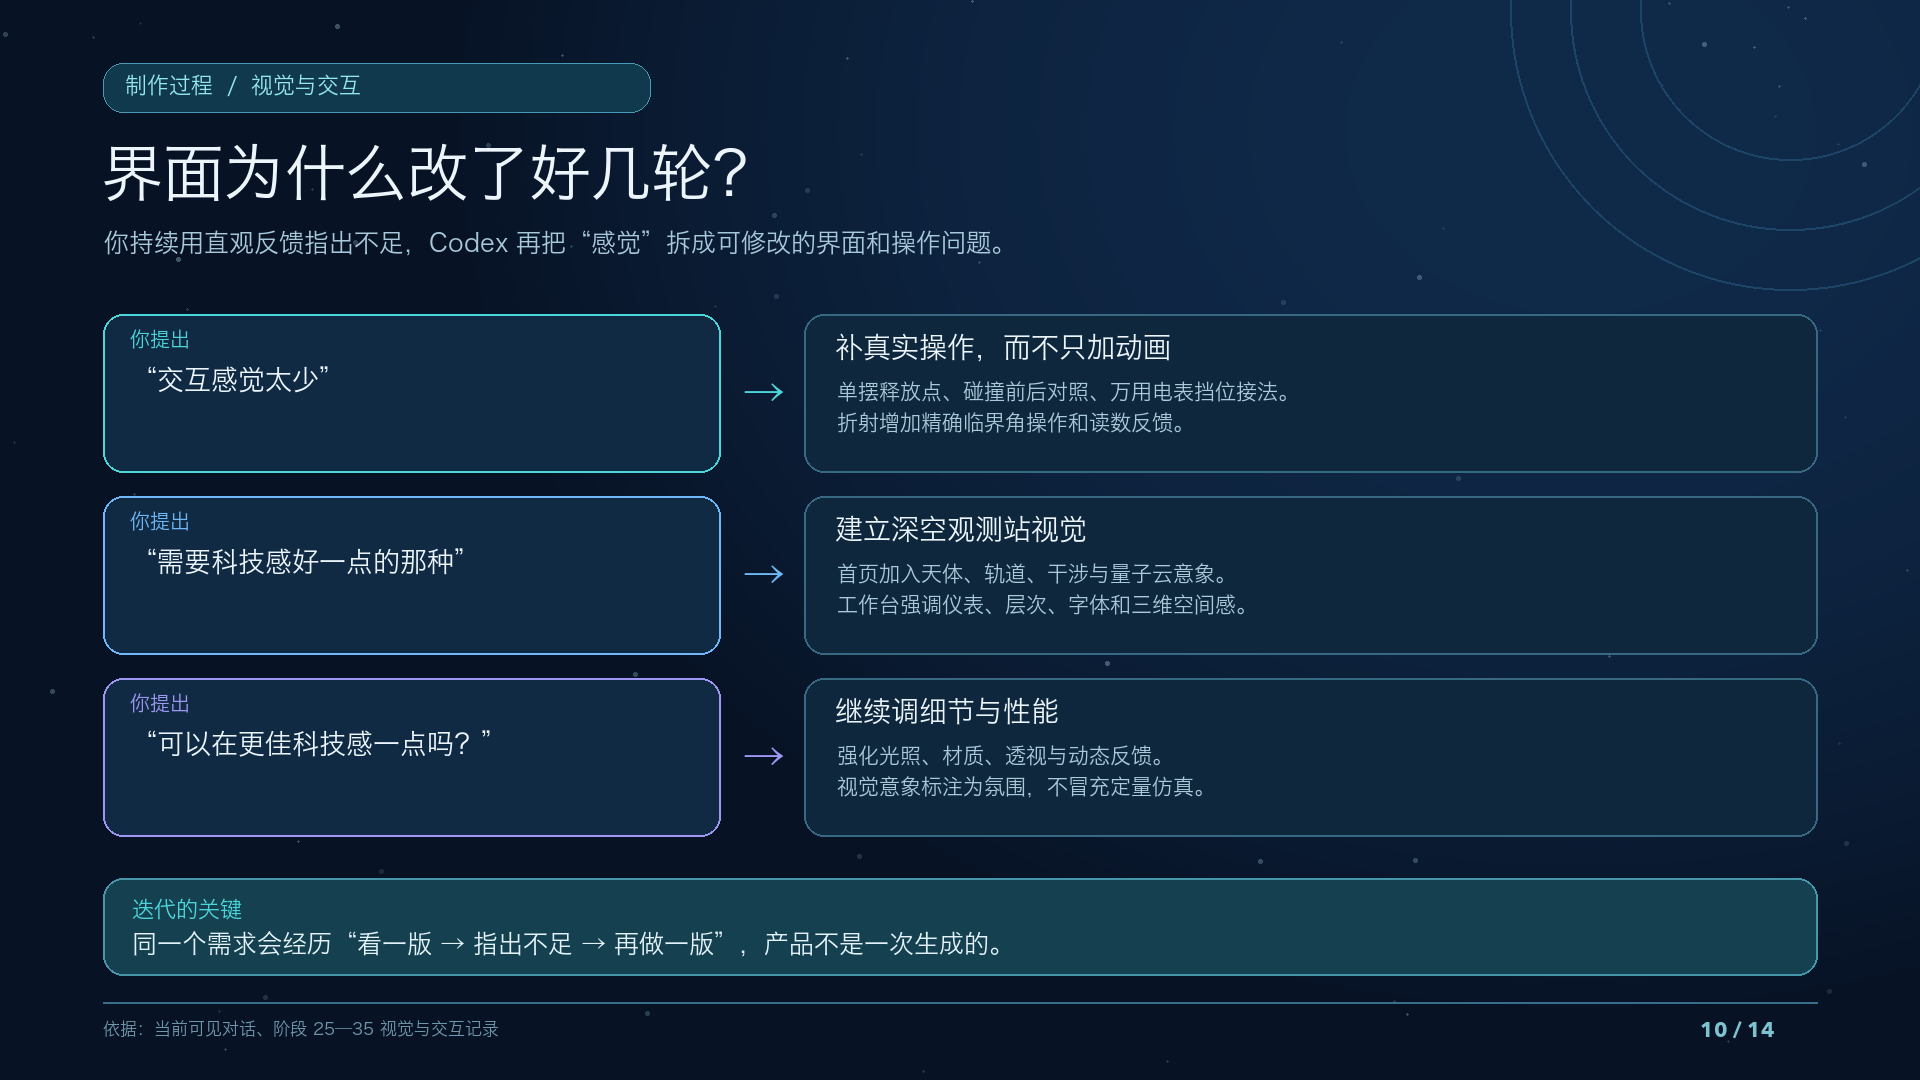 制作过程 / 视觉与交互
界面为什么改了好几轮？
你持续用直观反馈指出不足，Codex 再把“感觉”拆成可修改的界面和操作问题。
你提出
“交互感觉太少”
→
补真实操作，而不只加动画
单摆释放点、碰撞前后对照、万用电表挡位接法。
折射增加精确临界角操作和读数反馈。
你提出
“需要科技感好一点的那种”
→
建立深空观测站视觉
首页加入天体、轨道、干涉与量子云意象。
工作台强调仪表、层次、字体和三维空间感。
你提出
“可以在更佳科技感一点吗？”
→
继续调细节与性能
强化光照、材质、透视与动态反馈。
视觉意象标注为氛围，不冒充定量仿真。
迭代的关键
同一个需求会经历“看一版 → 指出不足 → 再做一版”，产品不是一次生成的。
依据：当前可见对话、阶段 25—35 视觉与交互记录
10 / 14